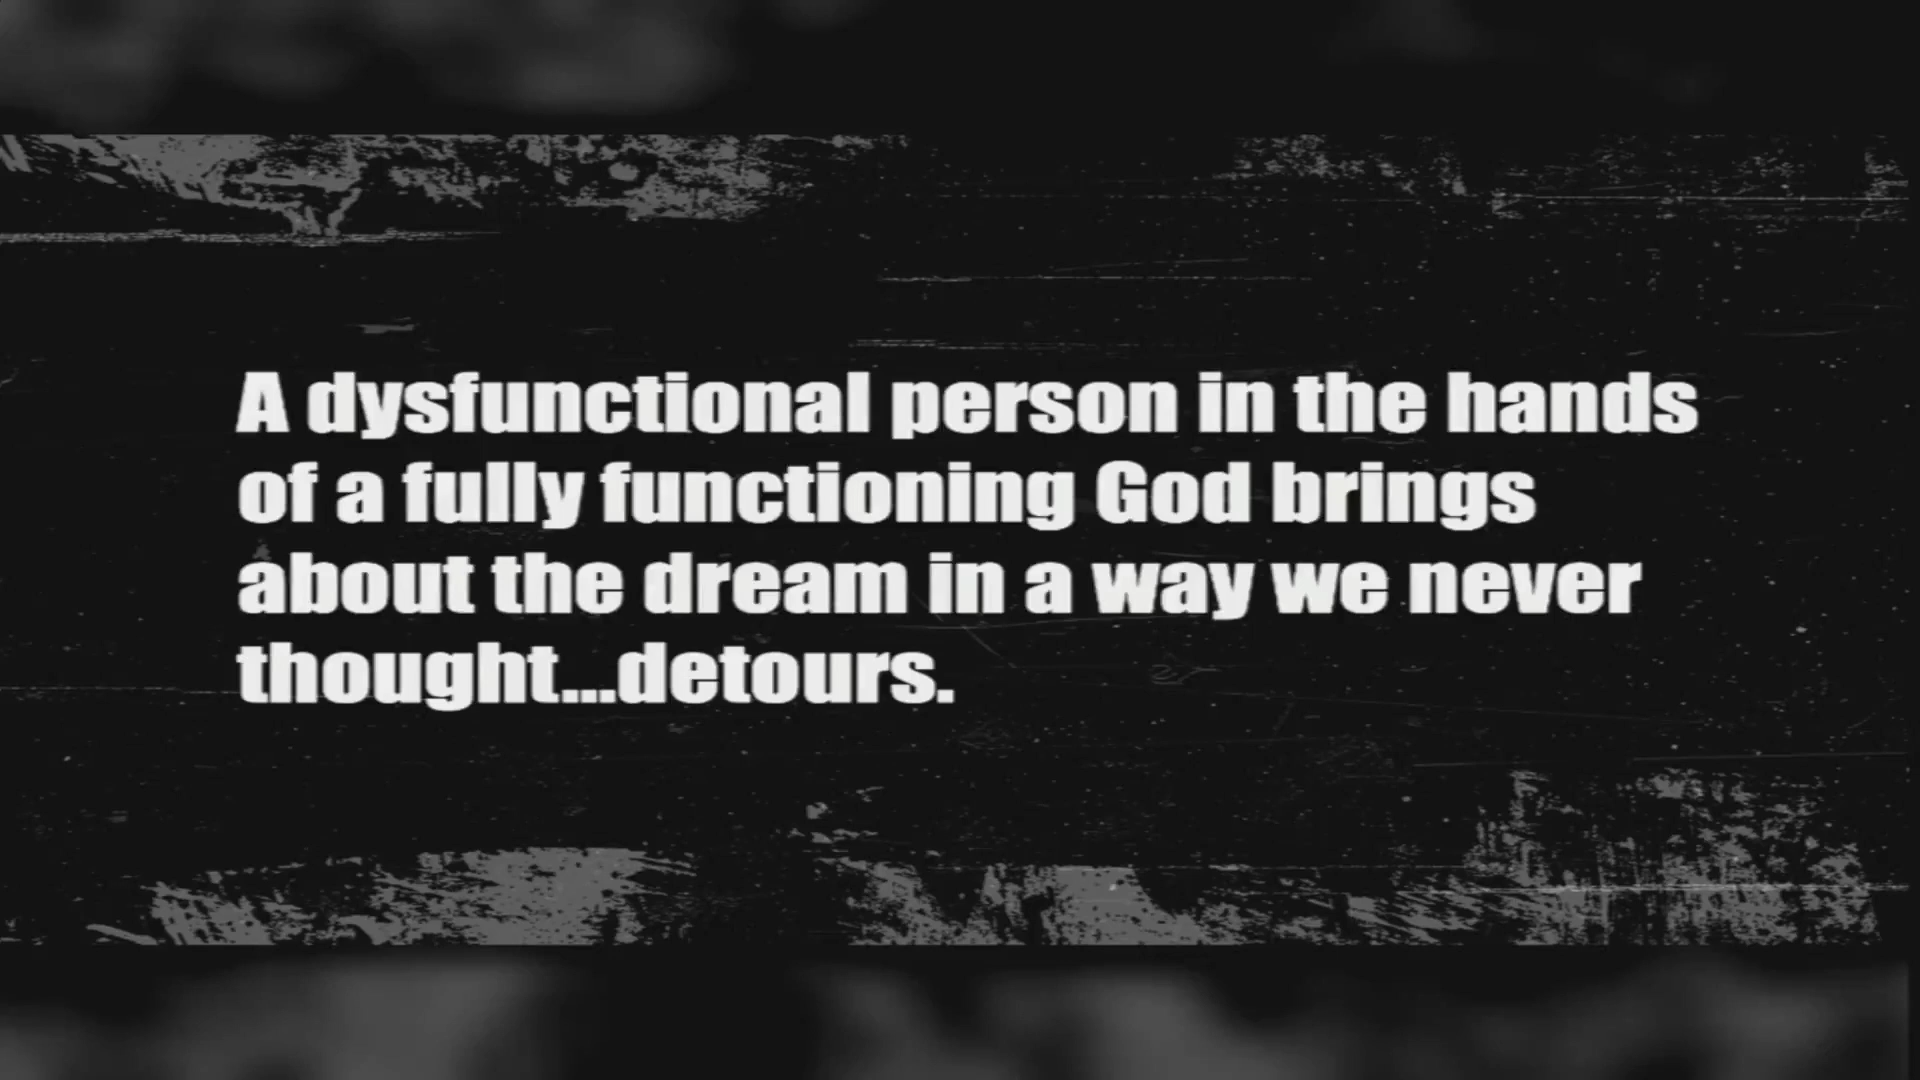 A dysfunctional person in the hands
of a fully functioning God brings
about the dream in a way we never
thought...detours.